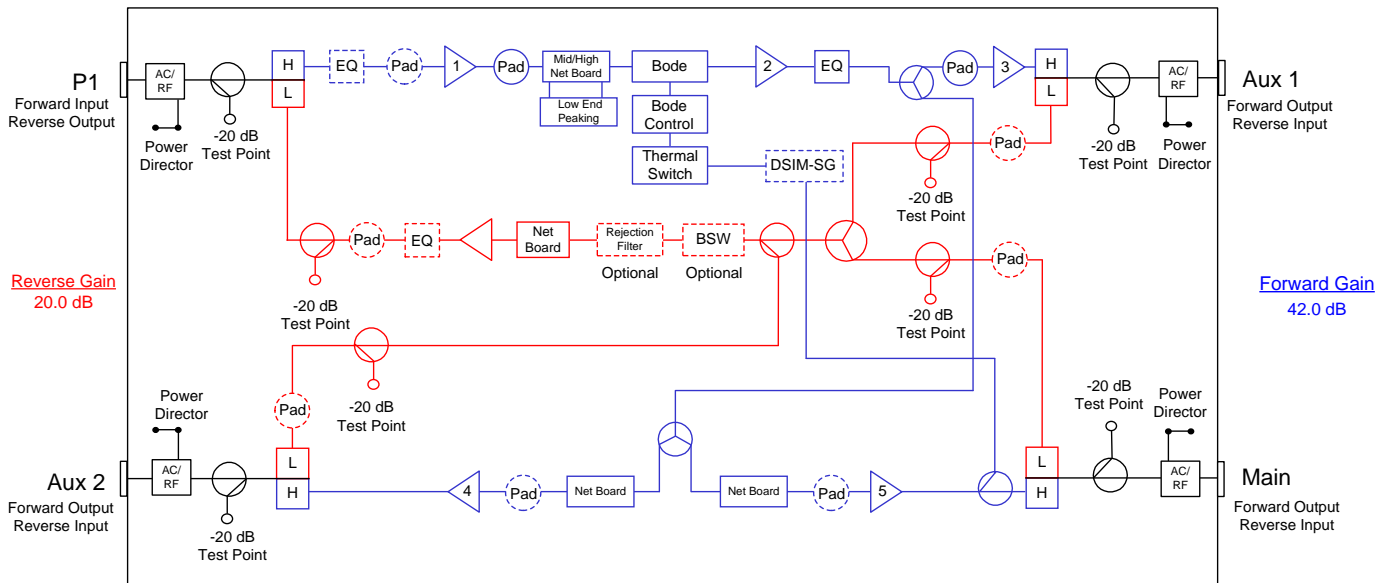 P1
Forward Input
Reverse Output
AC/
RF
Power
Director
-20 dB
Test Point
H
L
EQ
Pad
1
Pad
Mid/High
Net Board
Low End
Peaking
Bode
Bode
Control
Thermal
Switch
DSIM-SG
2
EQ
Pad
3
H
L
-20 dB
Test Point
AC/
RF
Power
Director
Aux 1
Forward Output
Reverse Input
Pad
-20 dB
Test Point
-20 dB
Test Point
Pad
EQ
Net
Board
Rejection
Filter
Optional
BSW
Optional
Pad
-20 dB
Test Point
Reverse Gain
20.0 dB
Forward Gain
42.0 dB
-20 dB
Test Point
Pad
Power
Director
Aux 2
Forward Output
Reverse Input
AC/
RF
-20 dB
Test Point
L
H
4
Pad
Net Board
Net Board
Pad
5
L
H
-20 dB
Test Point
Power
Director
AC/
RF
Main
Forward Output
Reverse Input